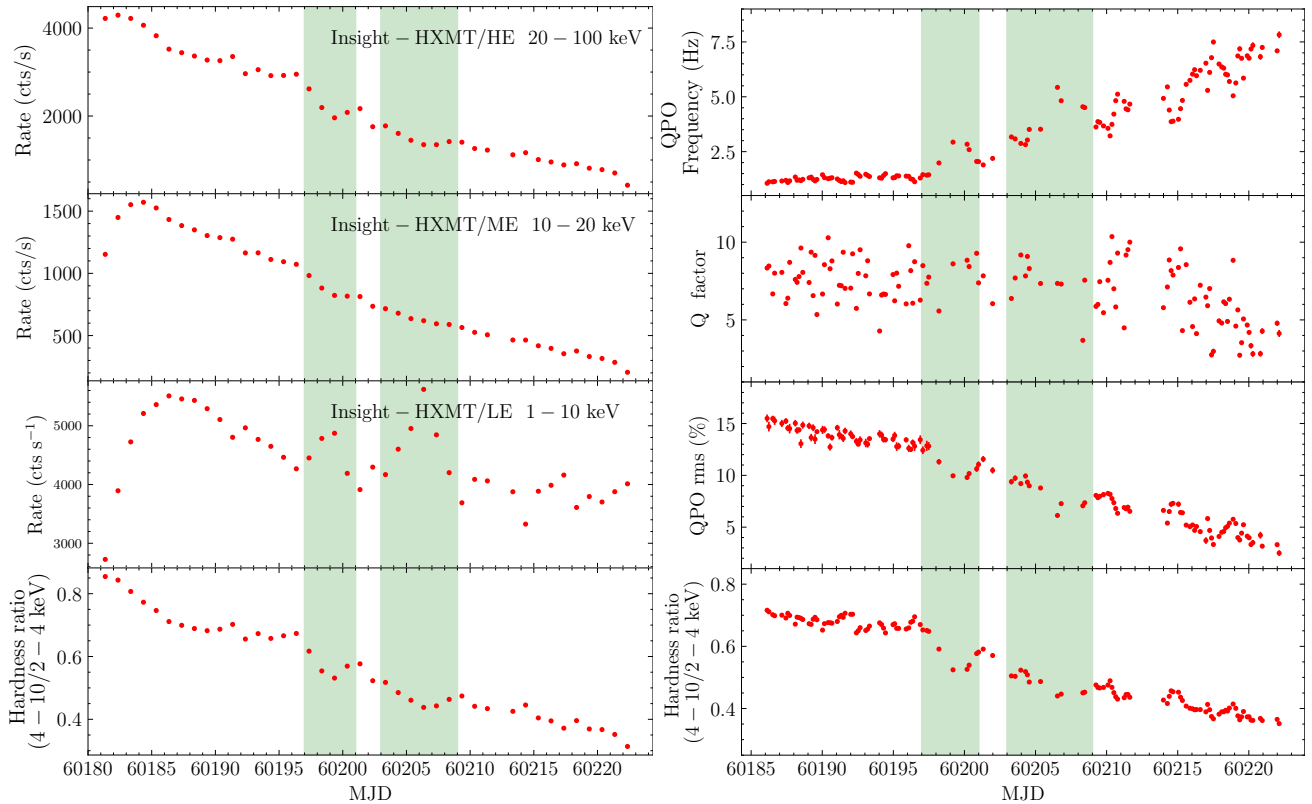 4000
2000
Rate (cts/s)
Insight − HXMT/HE 20 − 100 keV
1500
1000
500
Rate (cts/s)
Insight − HXMT/ME 10 − 20 keV
5000
4000
3000
Rate (cts s⁻¹)
Insight − HXMT/LE 1 − 10 keV
0.8
0.6
0.4
Hardness ratio
(4 − 10/2 − 4 keV)
60180 60185 60190 60195 60200 60205 60210 60215 60220
MJD
7.5
5.0
2.5
QPO
Frequency (Hz)
10
5
Q factor
15
10
5
QPO rms (%)
0.8
0.6
0.4
Hardness ratio
(4 − 10/2 − 4 keV)
60185 60190 60195 60200 60205 60210 60215 60220
MJD